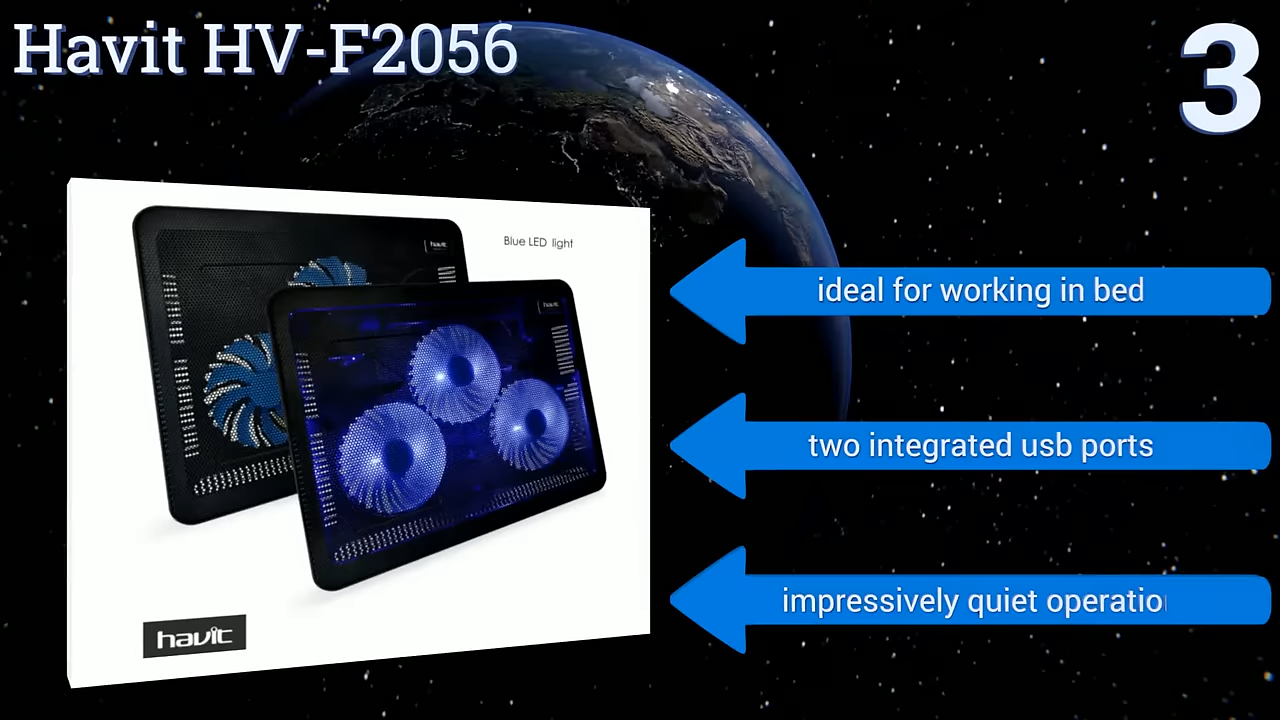 Havit HV-F2056
3
Blue LED light
havit
havit
havit
ideal for working in bed
two integrated usb ports
impressively quiet operatio